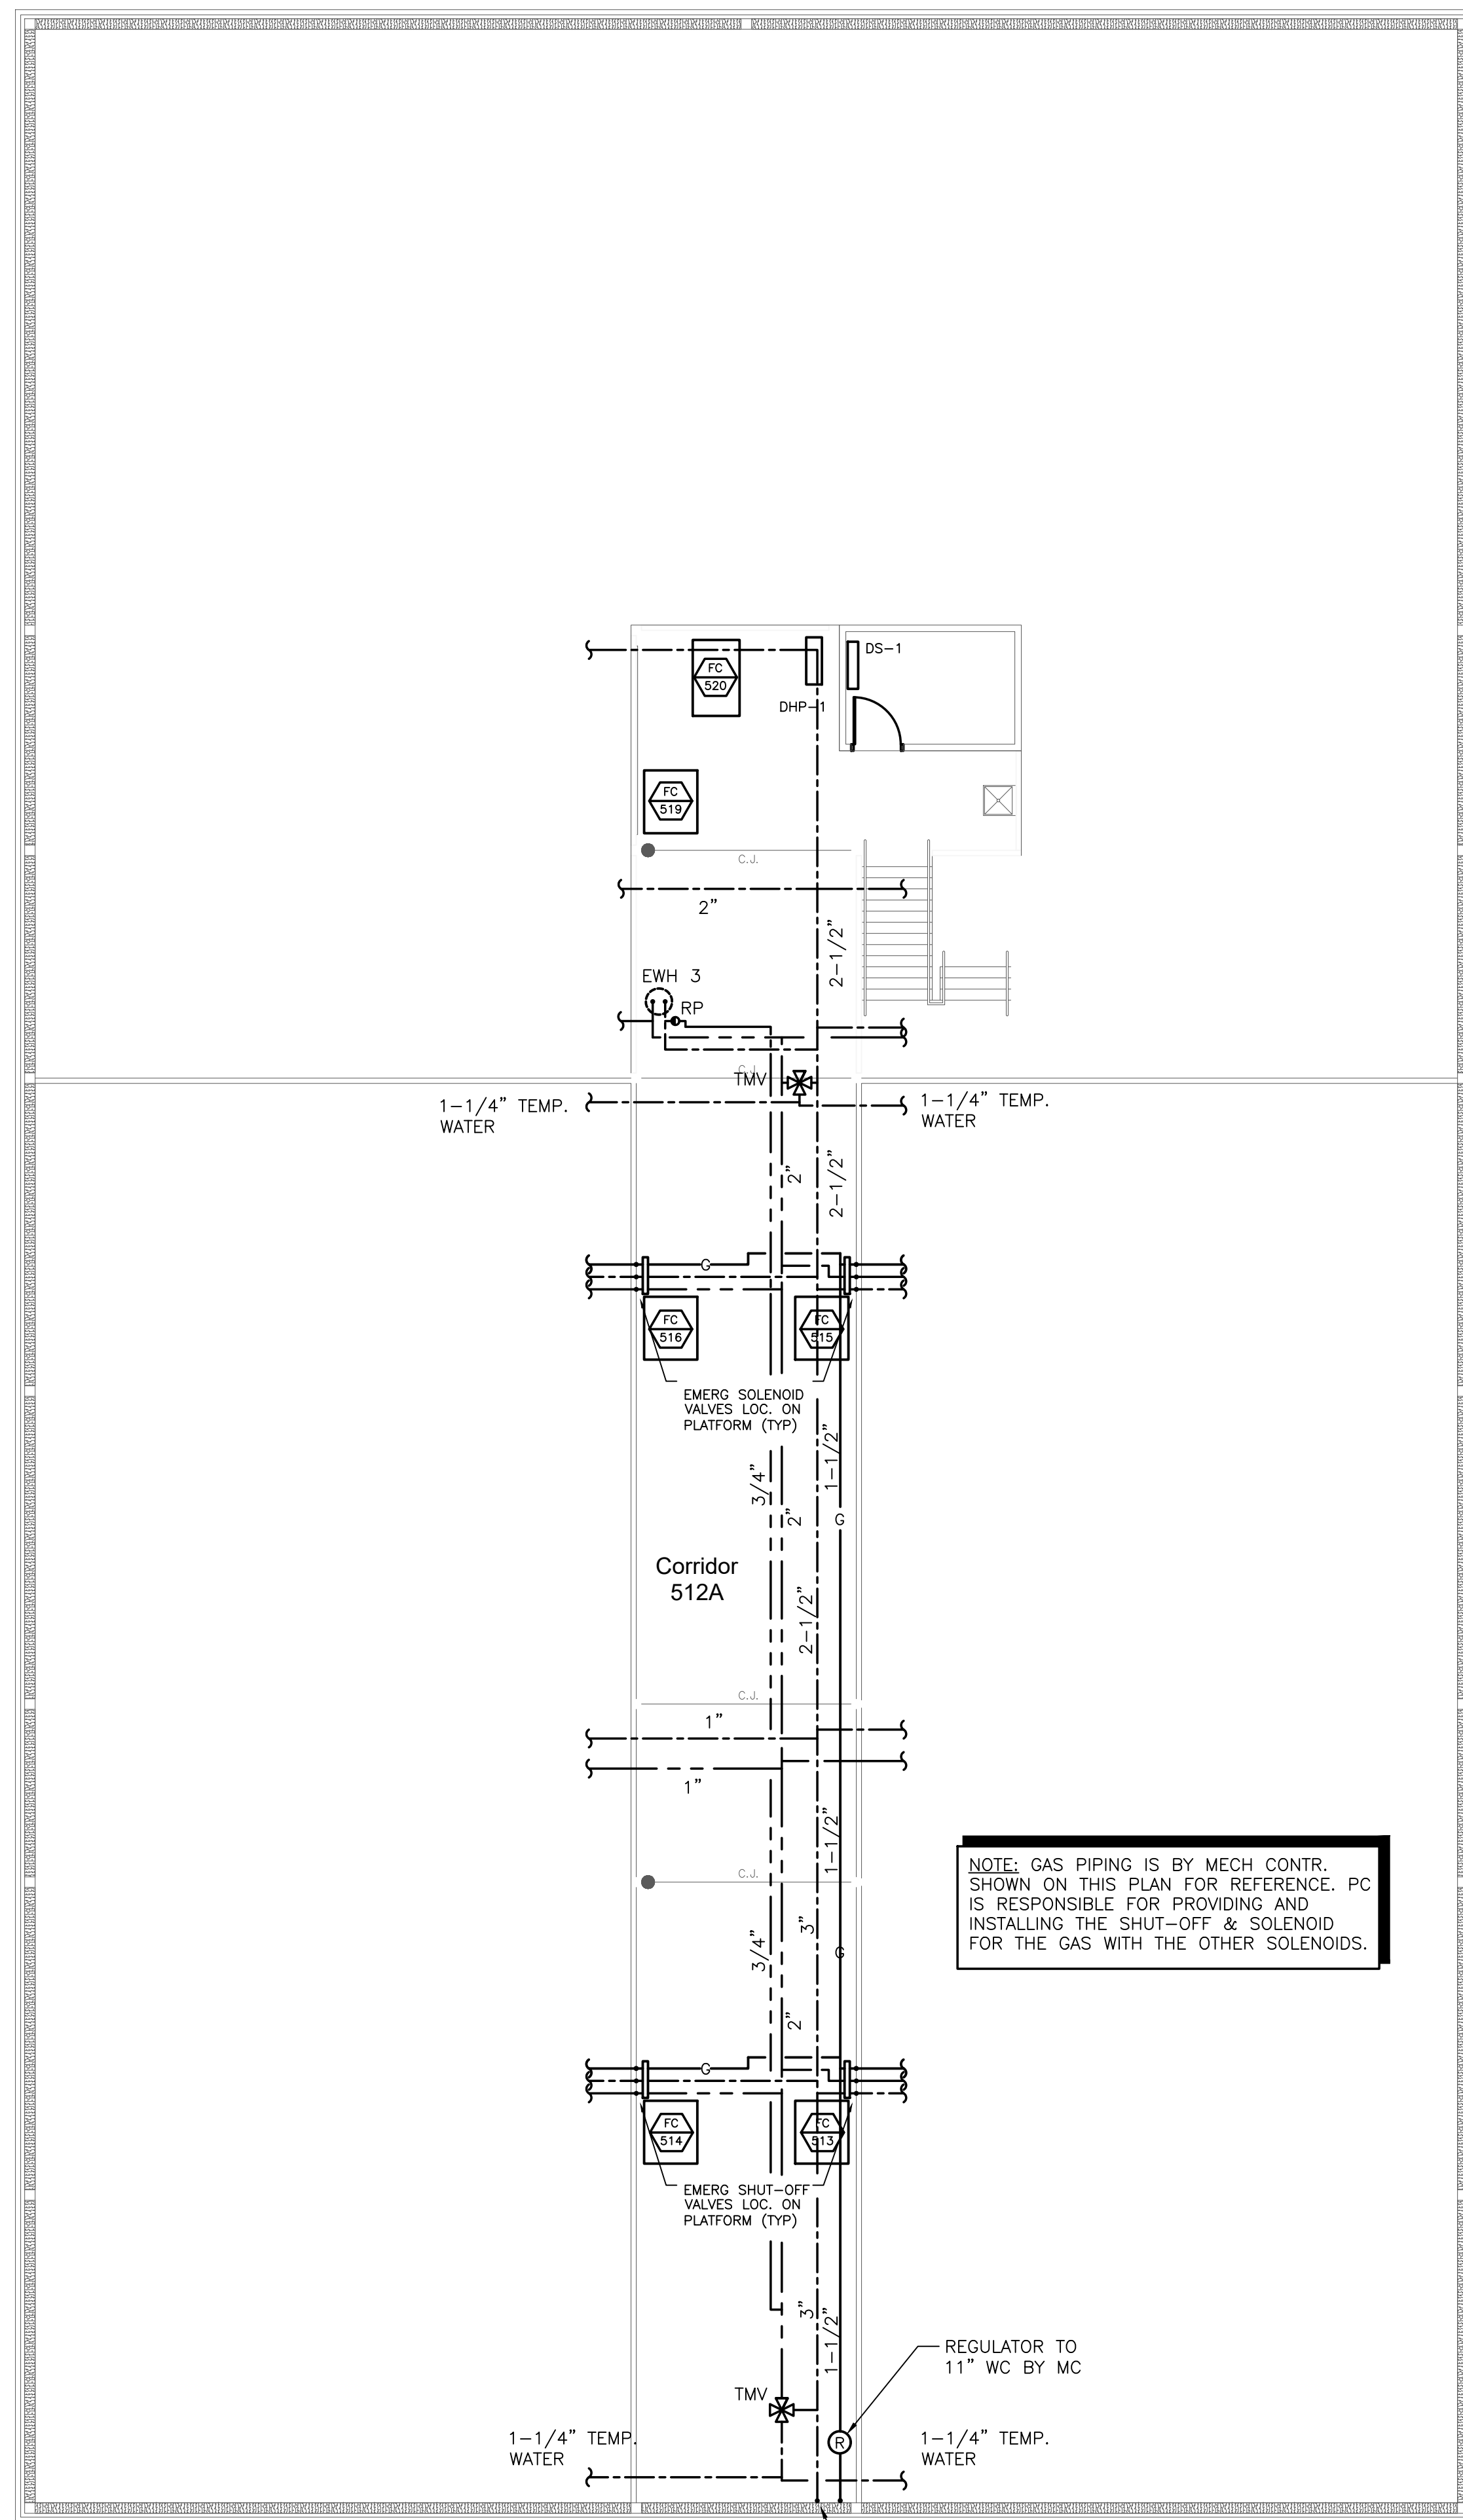 DS-1
FC
520
DHP-1
FC
519
C.J.
2"
2-1/2"
EWH 3
RP
C.J.
TMV
1-1/4" TEMP.
WATER
1-1/4" TEMP.
WATER
2"
2-1/2"
G
FC
516
FC
515
EMERG SOLENOID
VALVES LOC. ON
PLATFORM (TYP)
1-1/2"
3/4"
2"
G
Corridor
512A
2-1/2"
C.J.
1"
1"
1-1/2"
NOTE: GAS PIPING IS BY MECH CONTR.
SHOWN ON THIS PLAN FOR REFERENCE. PC
IS RESPONSIBLE FOR PROVIDING AND
INSTALLING THE SHUT-OFF & SOLENOID
FOR THE GAS WITH THE OTHER SOLENOIDS.
C.J.
3"
3/4"
G
2"
G
FC
514
FC
513
EMERG SHUT-OFF
VALVES LOC. ON
PLATFORM (TYP)
3"
1-1/2"
REGULATOR TO
11" WC BY MC
TMV
R
1-1/4" TEMP.
WATER
1-1/4" TEMP.
WATER